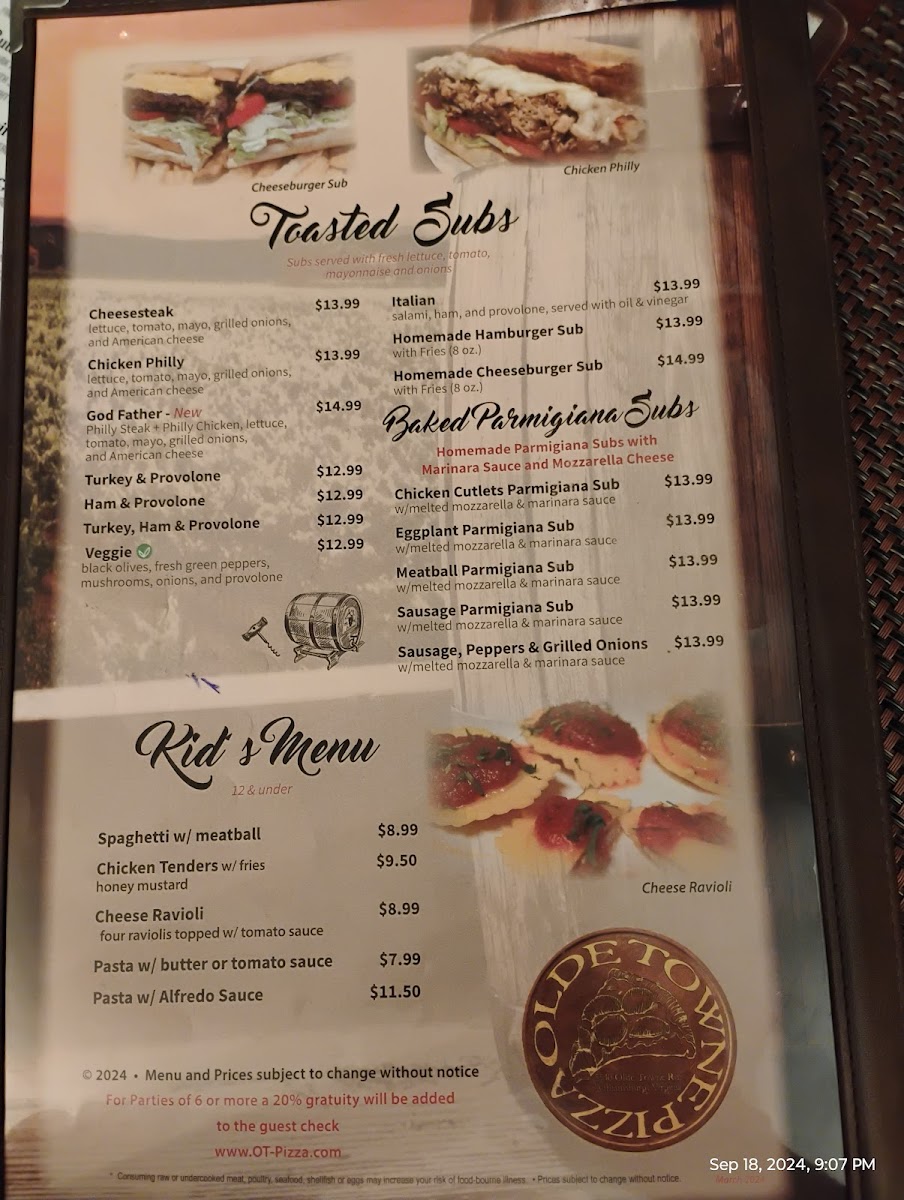 Cheeseburger Sub
Chicken Philly
Toasted Subs
Subs served with fresh lettuce, tomato,
mayonnaise and onions
Cheesesteak $13.99
lettuce, tomato, mayo, grilled onions,
and American cheese
Chicken Philly $13.99
lettuce, tomato, mayo, grilled onions,
and American cheese
God Father - New $14.99
Philly Steak + Philly Chicken, lettuce,
tomato, mayo, grilled onions,
and American cheese
Turkey & Provolone $12.99
Ham & Provolone $12.99
Turkey, Ham & Provolone $12.99
Veggie $12.99
black olives, fresh green peppers,
mushrooms, onions, and provolone
Italian $13.99
salami, ham, and provolone, served with oil & vinegar
Homemade Hamburger Sub $13.99
with Fries (8 oz.)
Homemade Cheeseburger Sub $14.99
with Fries (8 oz.)
Baked Parmigiana Subs
Homemade Parmigiana Subs with
Marinara Sauce and Mozzarella Cheese
Chicken Cutlets Parmigiana Sub $13.99
w/melted mozzarella & marinara sauce
Eggplant Parmigiana Sub $13.99
w/melted mozzarella & marinara sauce
Meatball Parmigiana Sub $13.99
w/melted mozzarella & marinara sauce
Sausage Parmigiana Sub $13.99
w/melted mozzarella & marinara sauce
Sausage, Peppers & Grilled Onions $13.99
w/melted mozzarella & marinara sauce
Kid's Menu
12 & under
Spaghetti w/ meatball $8.99
Chicken Tenders w/ fries $9.50
honey mustard
Cheese Ravioli $8.99
four raviolis topped w/ tomato sauce
Pasta w/ butter or tomato sauce $7.99
Pasta w/ Alfredo Sauce $11.50
Cheese Ravioli
OLDE TOWNE PIZZA
© 2024 • Menu and Prices subject to change without notice
For Parties of 6 or more a 20% gratuity will be added
to the guest check
www.OT-Pizza.com
* Consuming raw or undercooked meat, poultry, seafood, shellfish or eggs may increase your risk of food-bourne illness. • Prices subject to change without notice.
March 2024
Sep 18, 2024, 9:07 PM